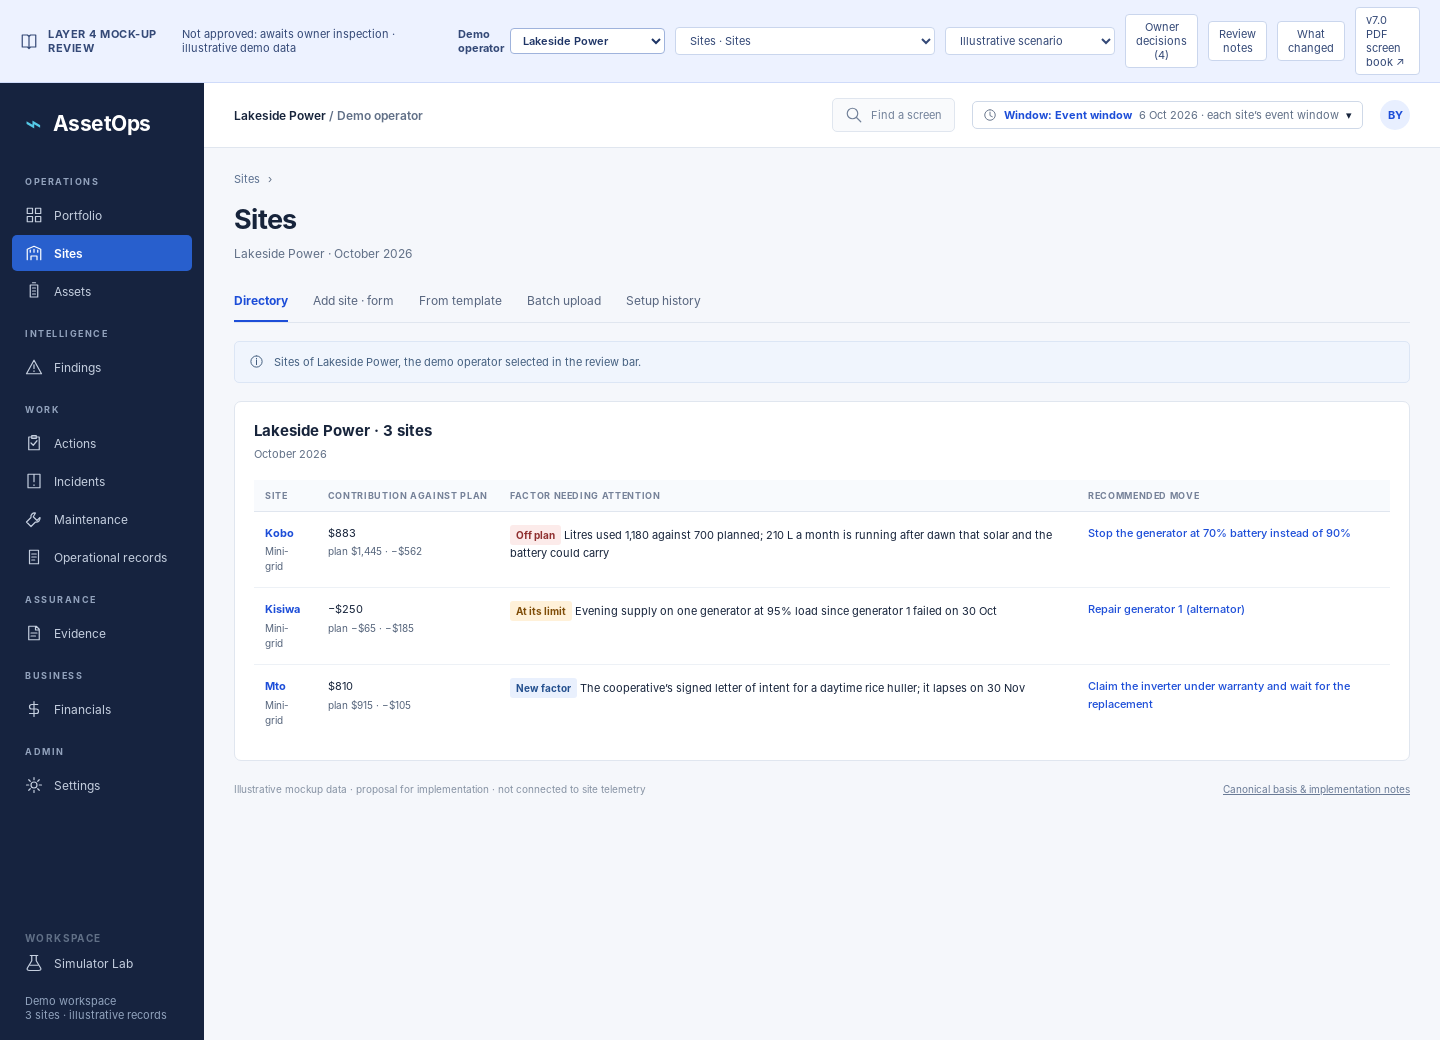 LAYER 4 MOCK-UP
REVIEW
Not approved: awaits owner inspection ·
illustrative demo data
Demo
operator
Lakeside Power
Sites · Sites
Illustrative scenario
Owner
decisions
(4)
Review
notes
What
changed
v7.0
PDF
screen
book ↗
AssetOps
OPERATIONS
Portfolio
Sites
Assets
INTELLIGENCE
Findings
WORK
Actions
Incidents
Maintenance
Operational records
ASSURANCE
Evidence
BUSINESS
Financials
ADMIN
Settings
WORKSPACE
Simulator Lab
Demo workspace
3 sites · illustrative records
Lakeside Power / Demo operator
Find a screen
Window: Event window 6 Oct 2026 · each site's event window ▾
BY
Sites ›
Sites
Lakeside Power · October 2026
Directory
Add site · form
From template
Batch upload
Setup history
Sites of Lakeside Power, the demo operator selected in the review bar.
Lakeside Power · 3 sites
October 2026
SITE
CONTRIBUTION AGAINST PLAN
FACTOR NEEDING ATTENTION
RECOMMENDED MOVE
Kobo
Mini-
grid
$883
plan $1,445 · −$562
Off plan Litres used 1,180 against 700 planned; 210 L a month is running after dawn that solar and the
battery could carry
Stop the generator at 70% battery instead of 90%
Kisiwa
Mini-
grid
−$250
plan −$65 · −$185
At its limit Evening supply on one generator at 95% load since generator 1 failed on 30 Oct
Repair generator 1 (alternator)
Mto
Mini-
grid
$810
plan $915 · −$105
New factor The cooperative's signed letter of intent for a daytime rice huller; it lapses on 30 Nov
Claim the inverter under warranty and wait for the
replacement
Illustrative mockup data · proposal for implementation · not connected to site telemetry
Canonical basis & implementation notes